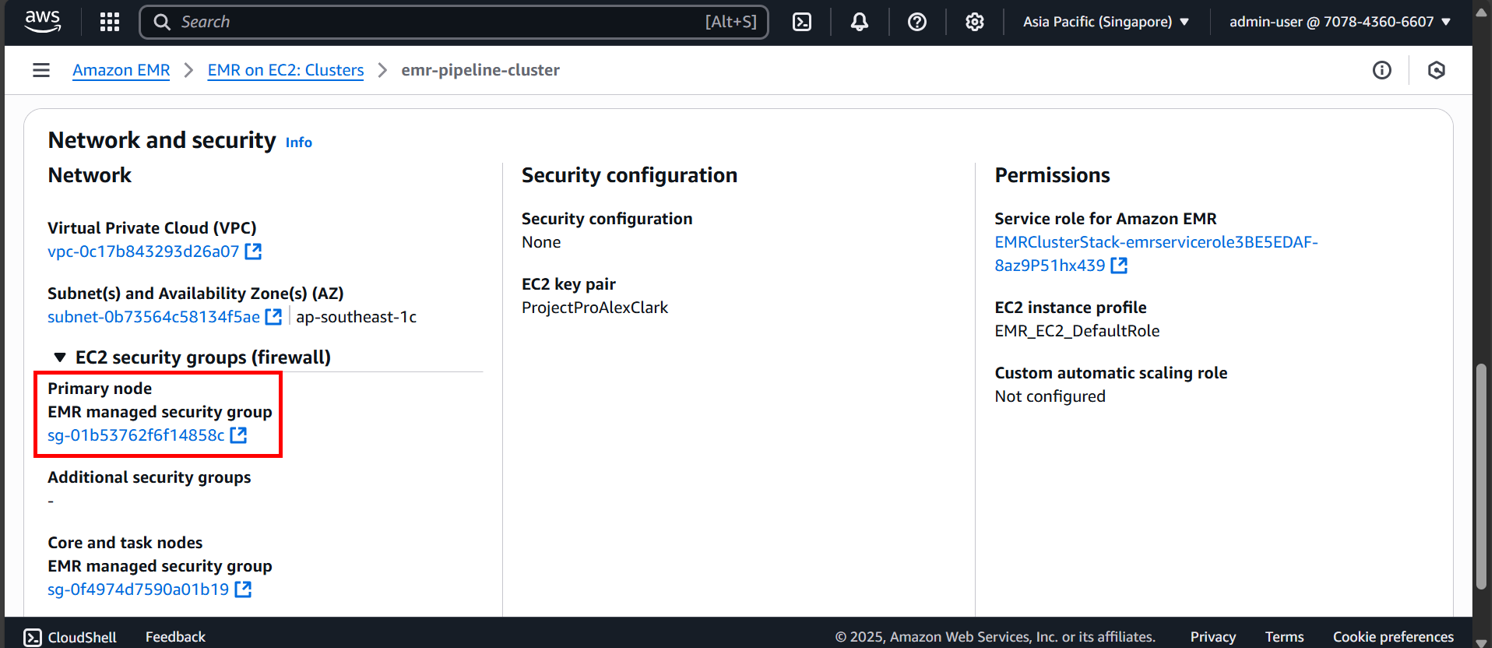 aws
Search [Alt+S]
Asia Pacific (Singapore)
admin-user @ 7078-4360-6607
Amazon EMR
EMR on EC2: Clusters
emr-pipeline-cluster
Network and security Info
Network
Virtual Private Cloud (VPC)
vpc-0c17b843293d26a07
Subnet(s) and Availability Zone(s) (AZ)
subnet-0b73564c58134f5ae ap-southeast-1c
EC2 security groups (firewall)
Primary node
EMR managed security group
sg-01b53762f6f14858c
Additional security groups
-
Core and task nodes
EMR managed security group
sg-0f4974d7590a01b19
Security configuration
Security configuration
None
EC2 key pair
ProjectProAlexClark
Permissions
Service role for Amazon EMR
EMRClusterStack-emrservicerole3BE5EDAF-
8az9P51hx439
EC2 instance profile
EMR_EC2_DefaultRole
Custom automatic scaling role
Not configured
CloudShell
Feedback
© 2025, Amazon Web Services, Inc. or its affiliates.
Privacy
Terms
Cookie preferences